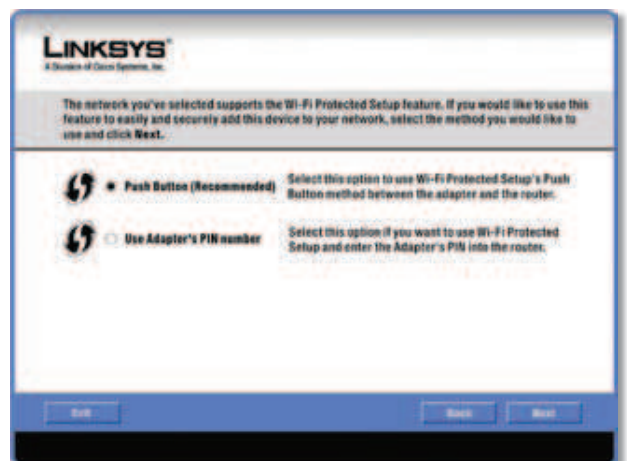 LINKSYS®
A Division of Cisco Systems, Inc.
The network you've selected supports the Wi-Fi Protected Setup feature. If you would like to use this
feature to easily and securely add this device to your network, select the method you would like to
use and click Next.
Push Button (Recommended)
Select this option to use Wi-Fi Protected Setup's Push
Button method between the adapter and the router.
Use Adapter's PIN number
Select this option if you want to use Wi-Fi Protected
Setup and enter the Adapter's PIN into the router.
Exit
Back
Next